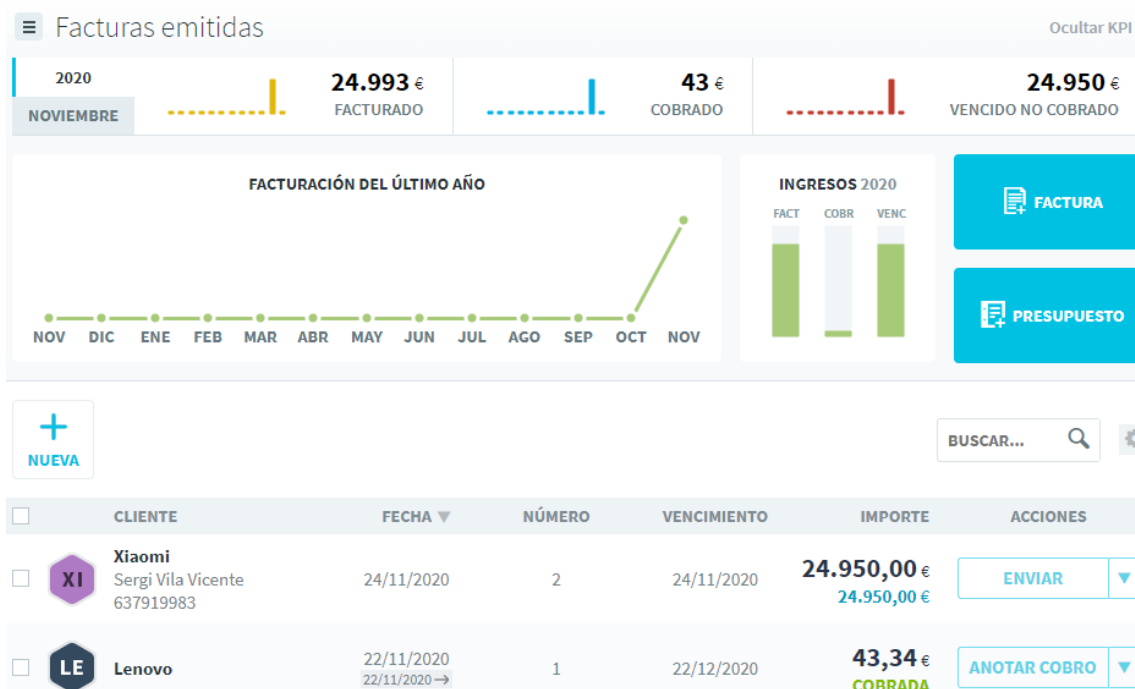 Facturas emitidas
Ocultar KPI
2020
NOVIEMBRE
24.993 €
FACTURADO
43 €
COBRADO
24.950 €
VENCIDO NO COBRADO
FACTURACIÓN DEL ÚLTIMO AÑO
NOV DIC ENE FEB MAR ABR MAY JUN JUL AGO SEP OCT NOV
INGRESOS 2020
FACT COBR VENC
FACTURA
PRESUPUESTO
NUEVA
BUSCAR...
CLIENTE FECHA NÚMERO VENCIMIENTO IMPORTE ACCIONES
XI
Xiaomi
Sergi Vila Vicente
637919983
24/11/2020
2
24/11/2020
24.950,00 €
24.950,00 €
ENVIAR
LE
Lenovo
22/11/2020
22/11/2020
1
22/12/2020
43,34 €
COBRADA
ANOTAR COBRO